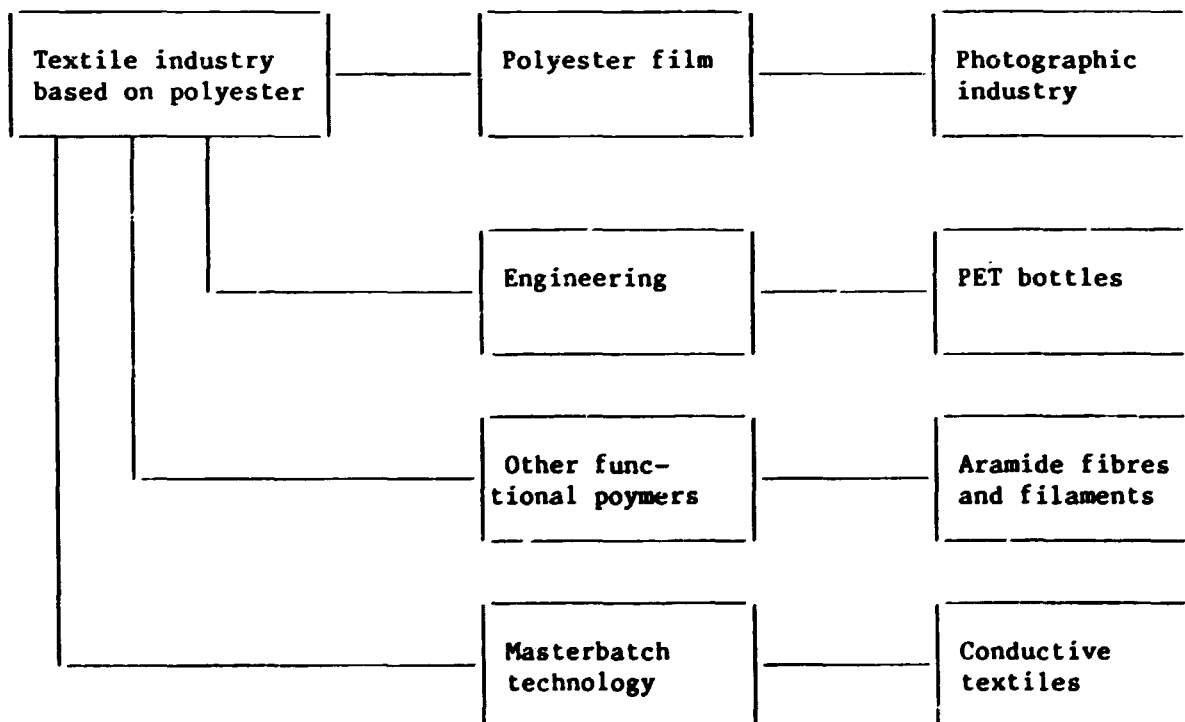 Textile industry
based on polyester
Polyester film
Photographic
industry
Engineering
PET bottles
Other func-
tional poymers
Aramide fibres
and filaments
Masterbatch
technology
Conductive
textiles